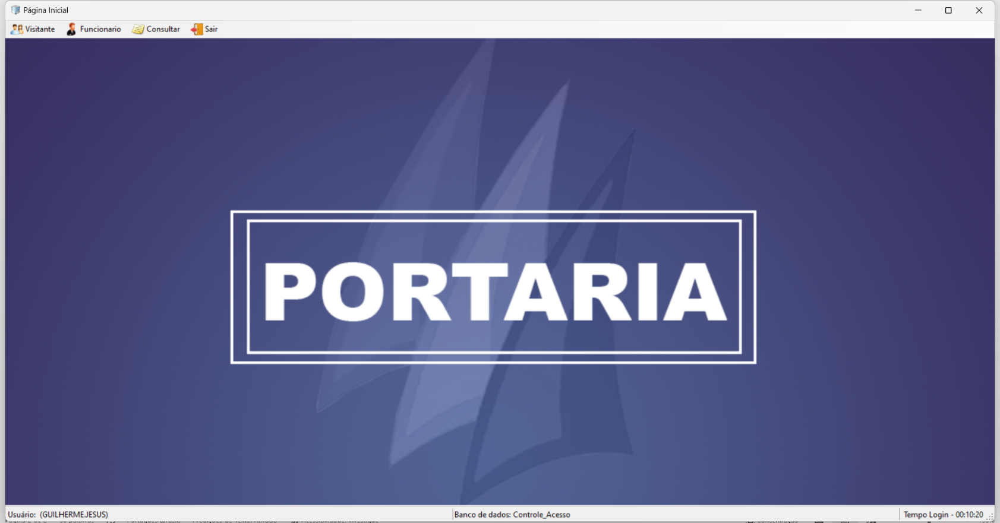 Página Inicial
Visitante Funcionario Consultar Sair
PORTARIA
Usuário: (GUILHERME.JESUS) Banco de dados: Controle_Acesso Tempo Login - 00:10:20